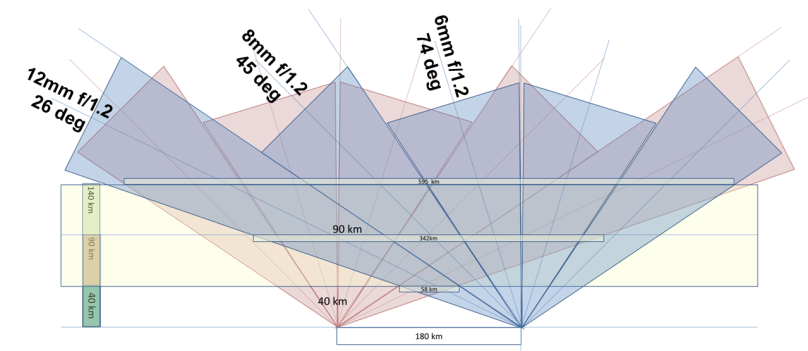 12mm f/1.2
26 deg
8mm f/1.2
45 deg
6mm f/1.2
74 deg
595 km
140 km
90 km
342km
90 km
58 km
40 km
40 km
180 km